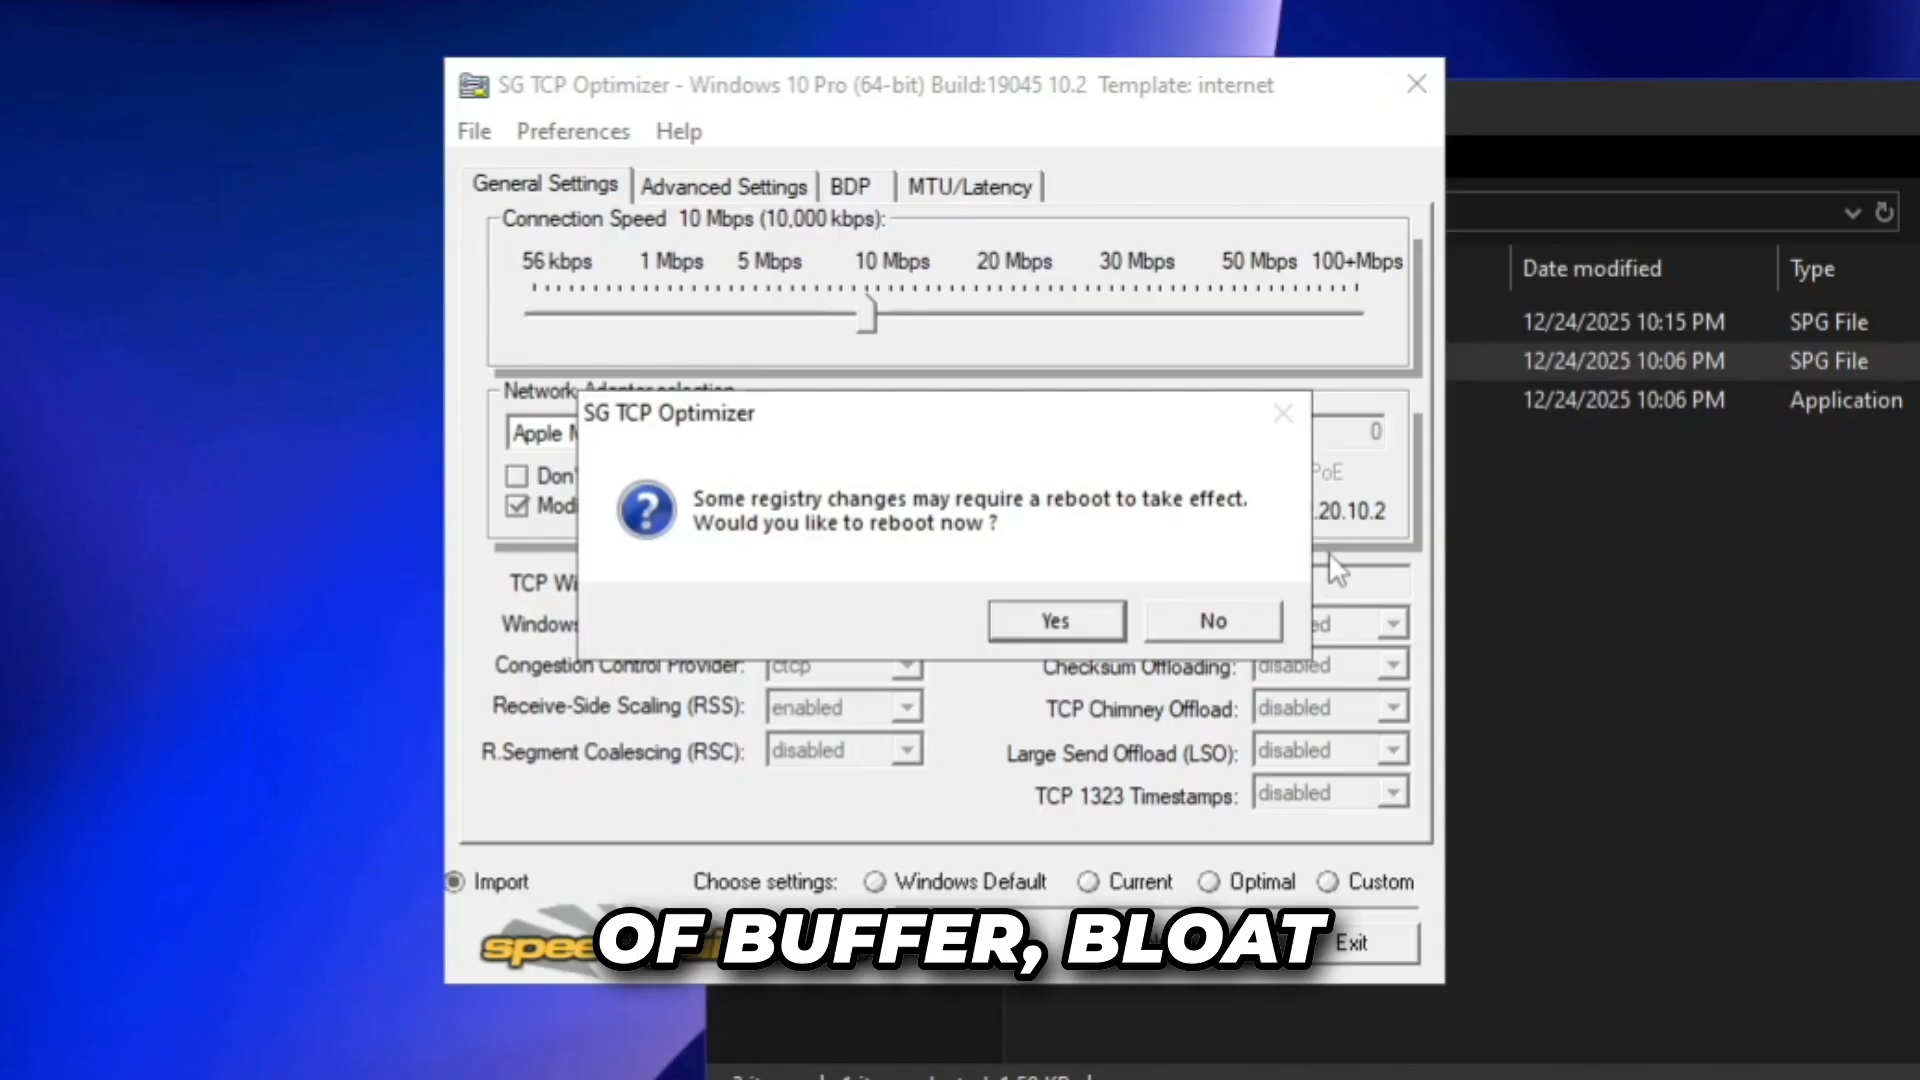 SG TCP Optimizer - Windows 10 Pro (64-bit) Build:19045 10.2 Template: internet
File Preferences Help
General Settings Advanced Settings BDP MTU/Latency
Connection Speed 10 Mbps (10,000 kbps):
56 kbps 1 Mbps 5 Mbps 10 Mbps 20 Mbps 30 Mbps 50 Mbps 100+Mbps
Date modified Type
12/24/2025 10:15 PM SPG File
12/24/2025 10:06 PM SPG File
12/24/2025 10:06 PM Application
Network Adapter selection
Apple 0
SG TCP Optimizer
Some registry changes may require a reboot to take effect.
Would you like to reboot now ?
.20.10.2
Yes No
TCP
Windows
Congestion Control Provider: ctcp Checksum Offloading: disabled
Receive-Side Scaling (RSS): enabled TCP Chimney Offload: disabled
R.Segment Coalescing (RSC): disabled Large Send Offload (LSO): disabled
TCP 1323 Timestamps: disabled
Import Choose settings: Windows Default Current Optimal Custom
OF BUFFER, BLOAT
Exit